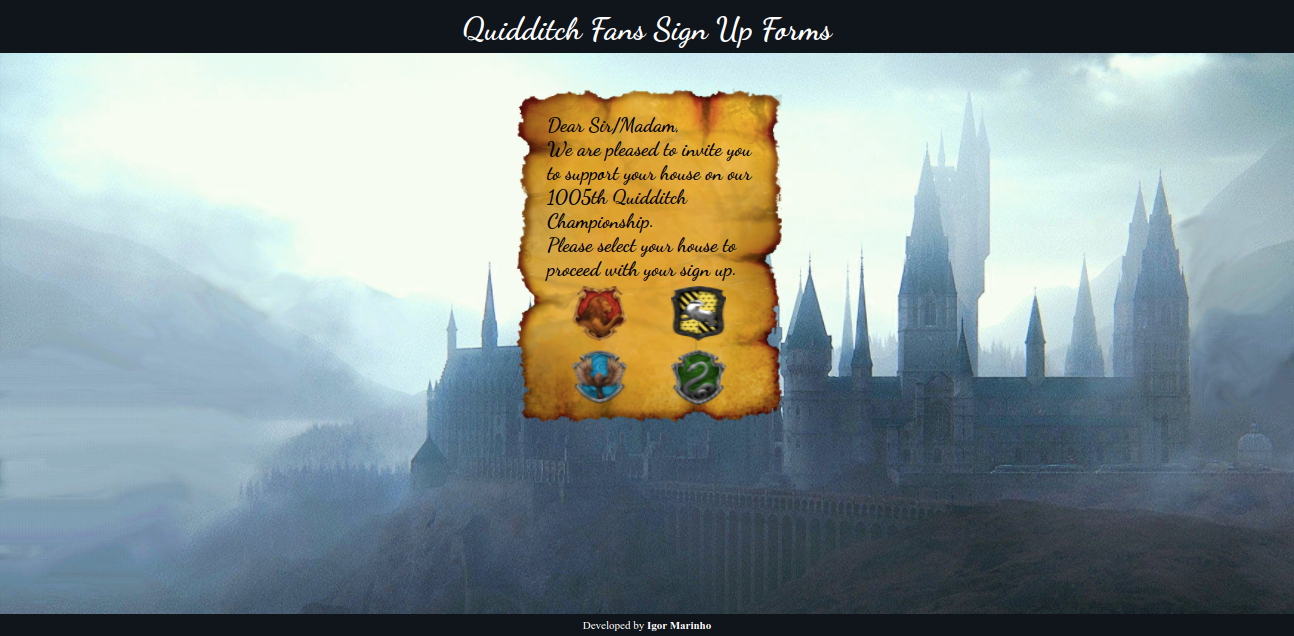 Quidditch Fans Sign Up Forms
Dear Sir/Madam,
We are pleased to invite you
to support your house on our
1005th Quidditch
Championship.
Please select your house to
proceed with your sign up.
Developed by Igor Marinho